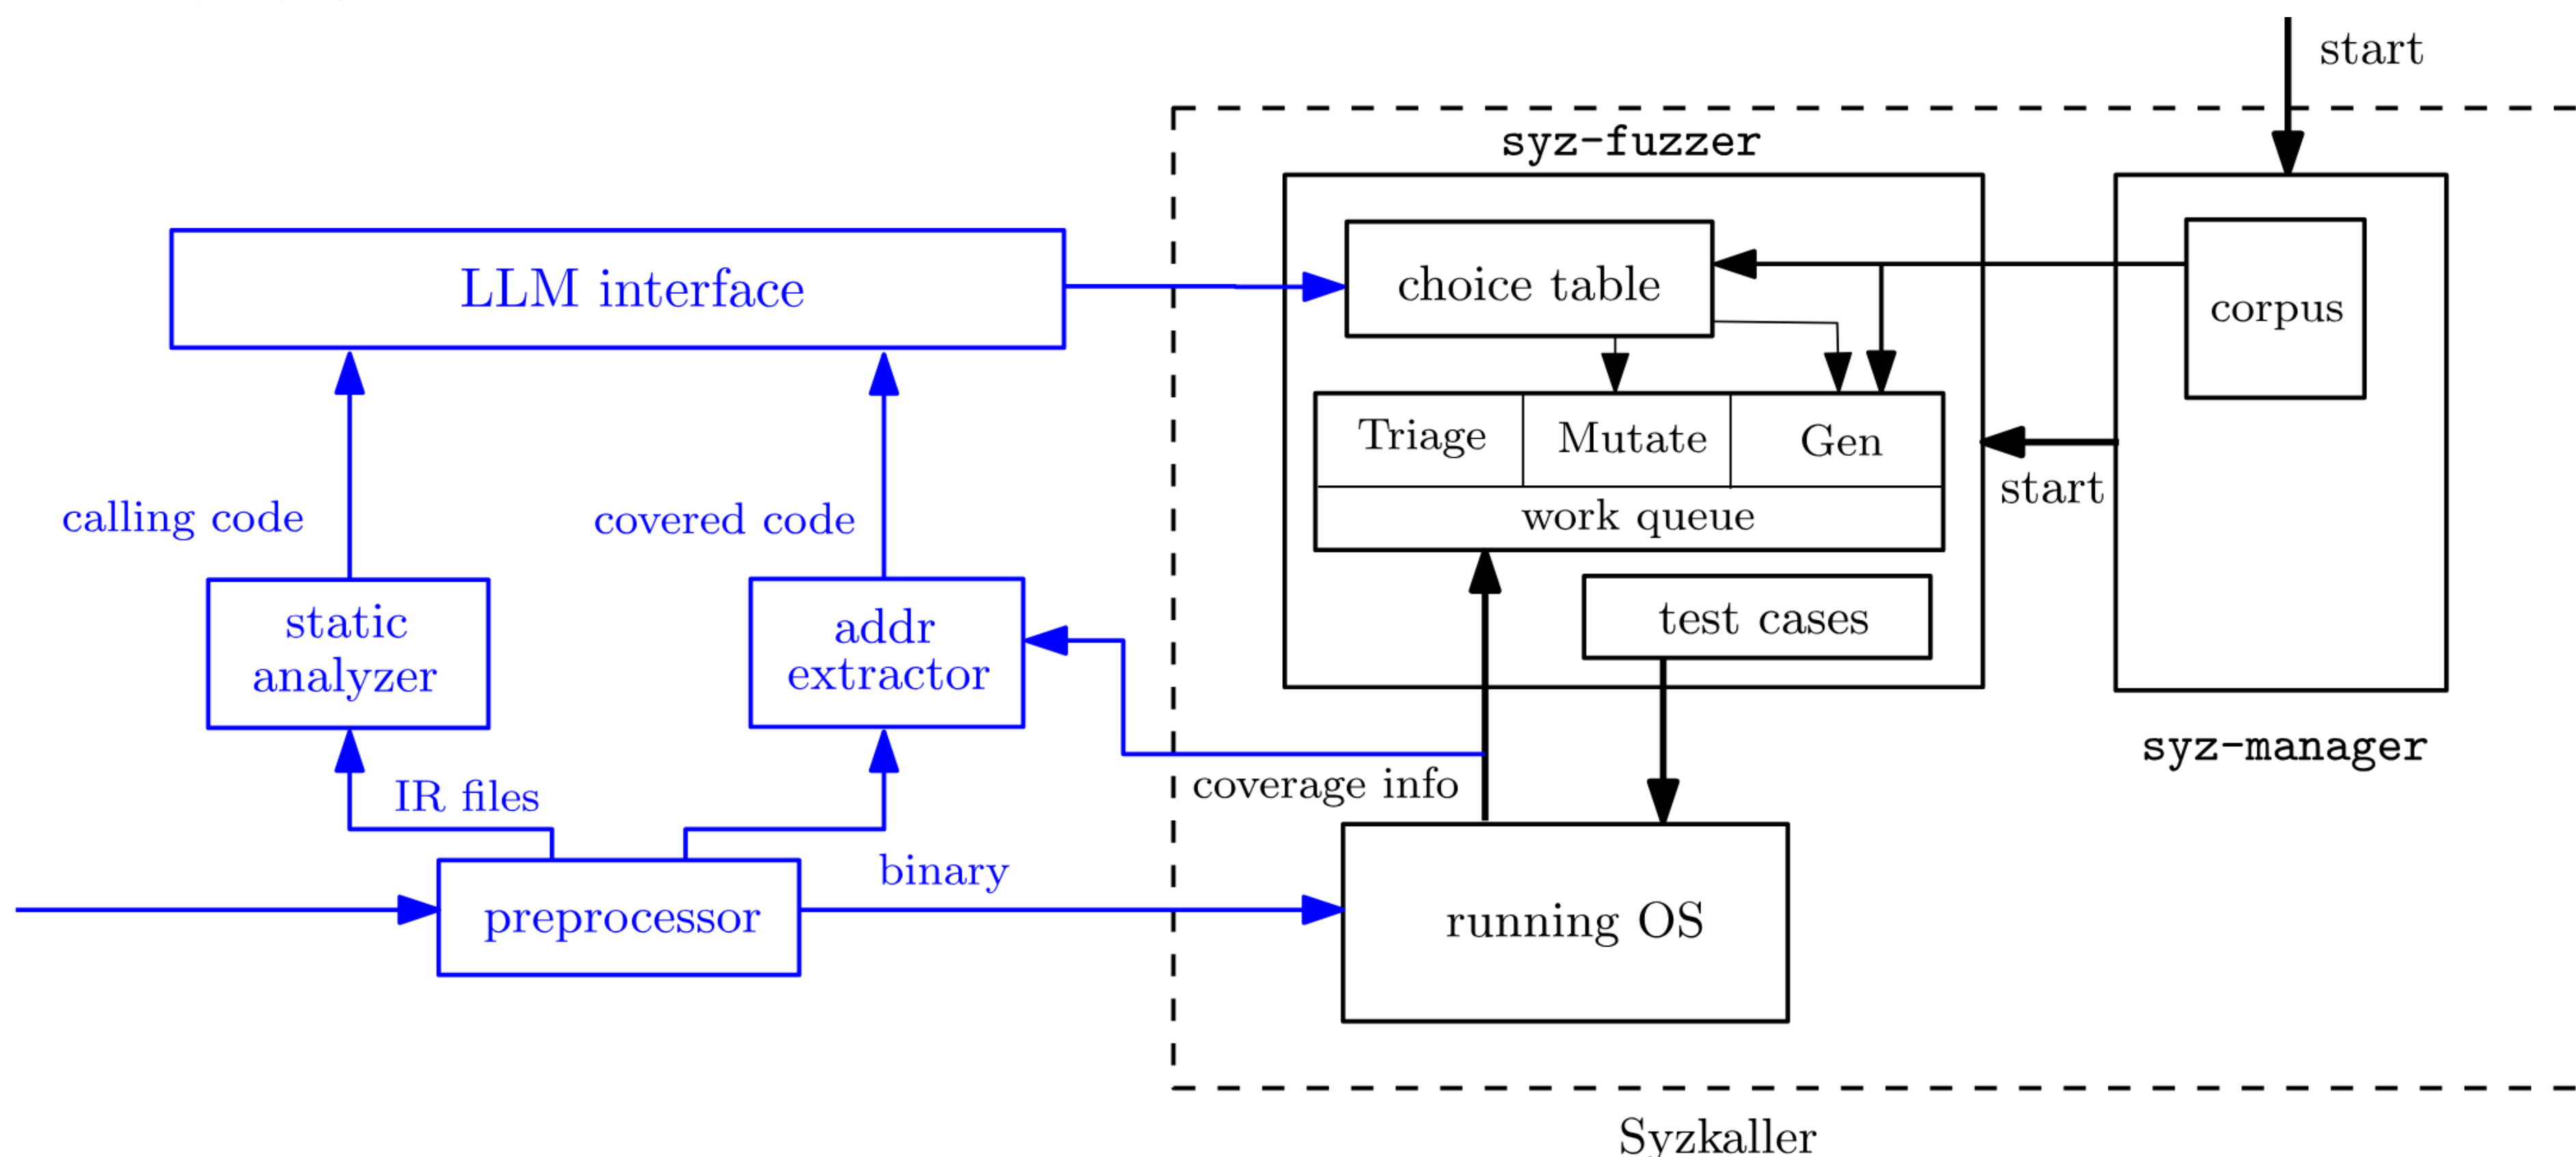 start
syz-fuzzer
LLM interface
choice table
corpus
Triage
Mutate
Gen
start
work queue
calling code
covered code
static
analyzer
addr
extractor
test cases
syz-manager
IR files
coverage info
binary
preprocessor
running OS
Syzkaller